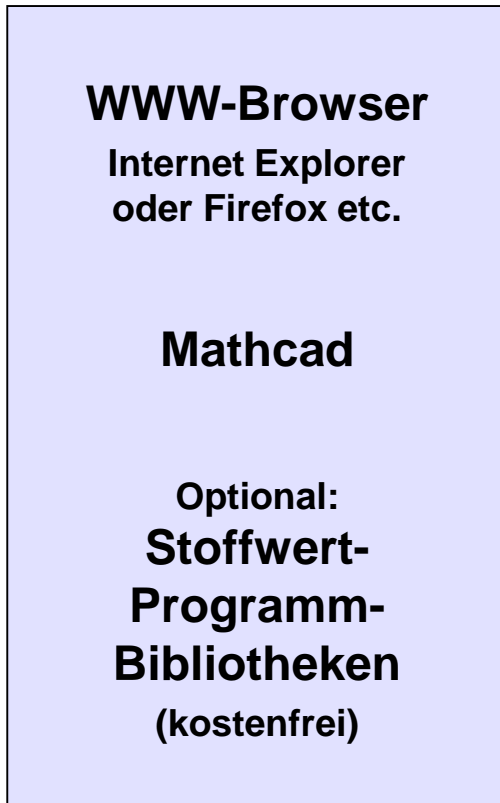 WWW-Browser
Internet Explorer
oder Firefox etc.
Mathcad
Optional:
Stoffwert-
Programm-
Bibliotheken
(kostenfrei)